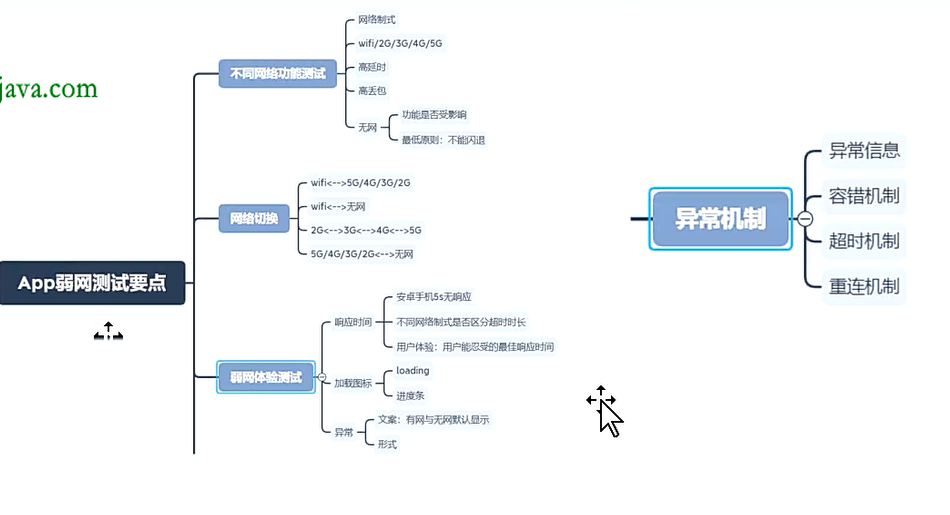 java.com
App弱网测试要点
不同网络功能测试
网络制式
wifi/2G/3G/4G/5G
高延时
高丢包
无网
功能是否受影响
最低原则：不能闪退
网络切换
wifi<-->5G/4G/3G/2G
wifi<-->无网
2G<-->3G<-->4G<-->5G
5G/4G/3G/2G<-->无网
弱网体验测试
响应时间
安卓手机5s无响应
不同网络制式是否区分超时时长
用户体验：用户能忍受的最佳响应时间
加载图标
loading
进度条
异常
文案：有网与无网默认显示
形式
异常机制
异常信息
容错机制
超时机制
重连机制